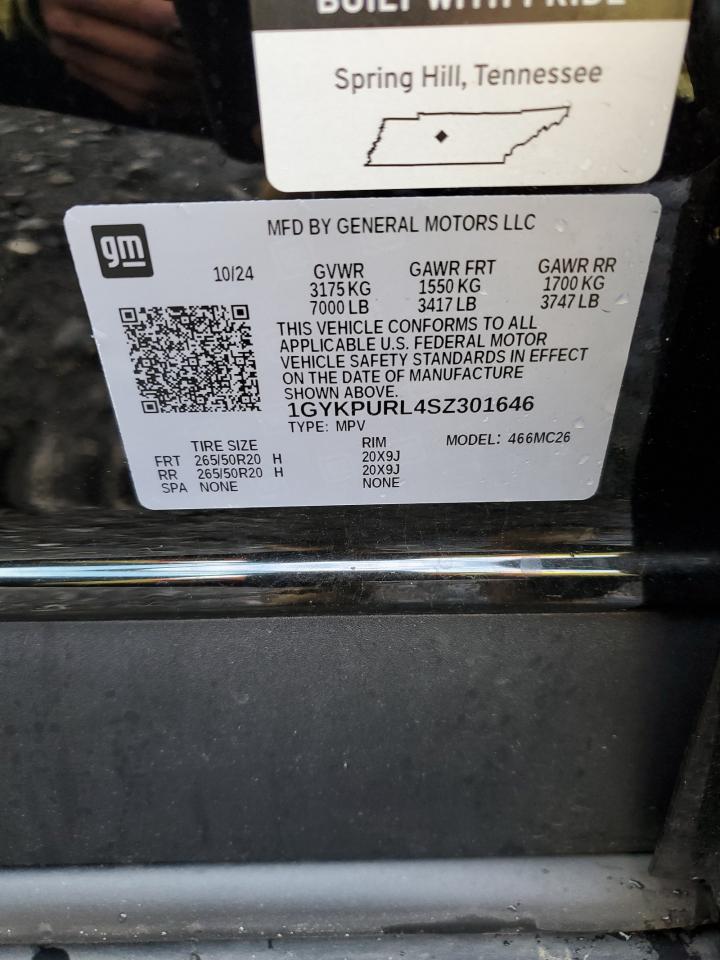 BUILT WITH PRIDE
Spring Hill, Tennessee
gm
MFD BY GENERAL MOTORS LLC
10/24
GVWR GAWR FRT GAWR RR
3175 KG 1550 KG 1700 KG
7000 LB 3417 LB 3747 LB
THIS VEHICLE CONFORMS TO ALL
APPLICABLE U.S. FEDERAL MOTOR
VEHICLE SAFETY STANDARDS IN EFFECT
ON THE DATE OF MANUFACTURE
SHOWN ABOVE.
1GYKPURL4SZ301646
TYPE: MPV
MODEL: 466MC26
TIRE SIZE RIM
FRT 265/50R20 H 20X9J
RR 265/50R20 H 20X9J
SPA NONE NONE